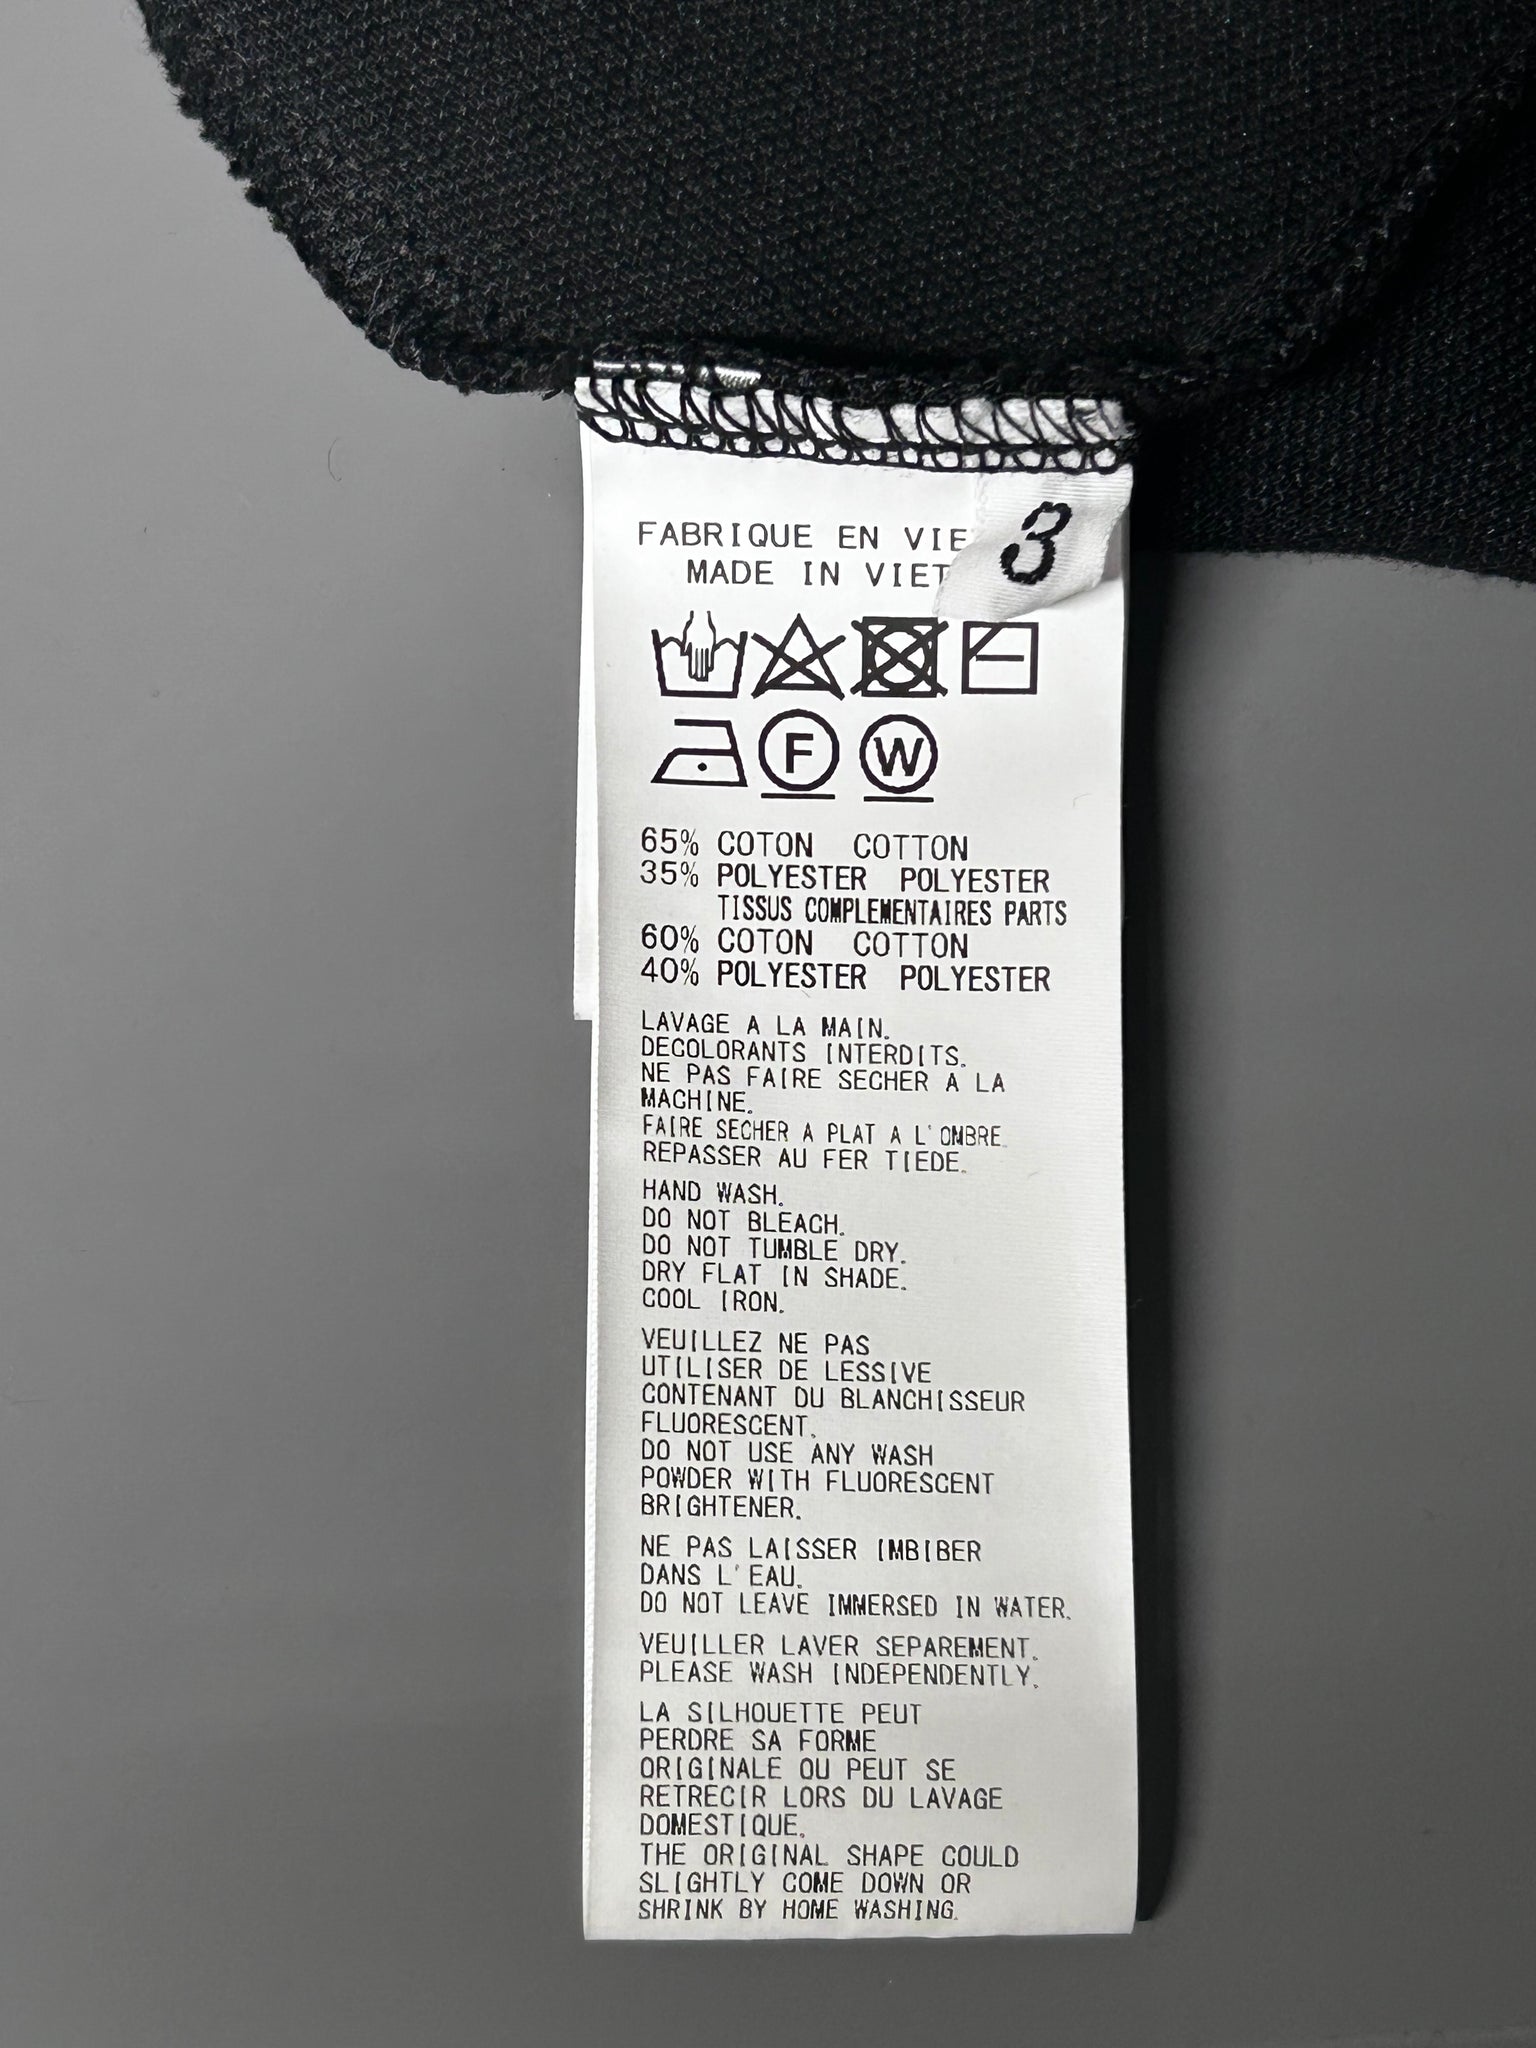 3
FABRIQUE EN VIE
MADE IN VIET
F W
65% COTON COTTON
35% POLYESTER POLYESTER
TISSUS COMPLEMENTAIRES PARTS
60% COTON COTTON
40% POLYESTER POLYESTER
LAVAGE A LA MAIN.
DECOLORANTS INTERDITS.
NE PAS FAIRE SECHER A LA
MACHINE.
FAIRE SECHER A PLAT A L'OMBRE.
REPASSER AU FER TIEDE.
HAND WASH.
DO NOT BLEACH.
DO NOT TUMBLE DRY.
DRY FLAT IN SHADE.
COOL IRON.
VEUILLEZ NE PAS
UTILISER DE LESSIVE
CONTENANT DU BLANCHISSEUR
FLUORESCENT.
DO NOT USE ANY WASH
POWDER WITH FLUORESCENT
BRIGHTENER.
NE PAS LAISSER IMBIBER
DANS L'EAU.
DO NOT LEAVE IMMERSED IN WATER.
VEUILLER LAVER SEPAREMENT.
PLEASE WASH INDEPENDENTLY.
LA SILHOUETTE PEUT
PERDRE SA FORME
ORIGINALE OU PEUT SE
RETRECIR LORS DU LAVAGE
DOMESTIQUE.
THE ORIGINAL SHAPE COULD
SLIGHTLY COME DOWN OR
SHRINK BY HOME WASHING.